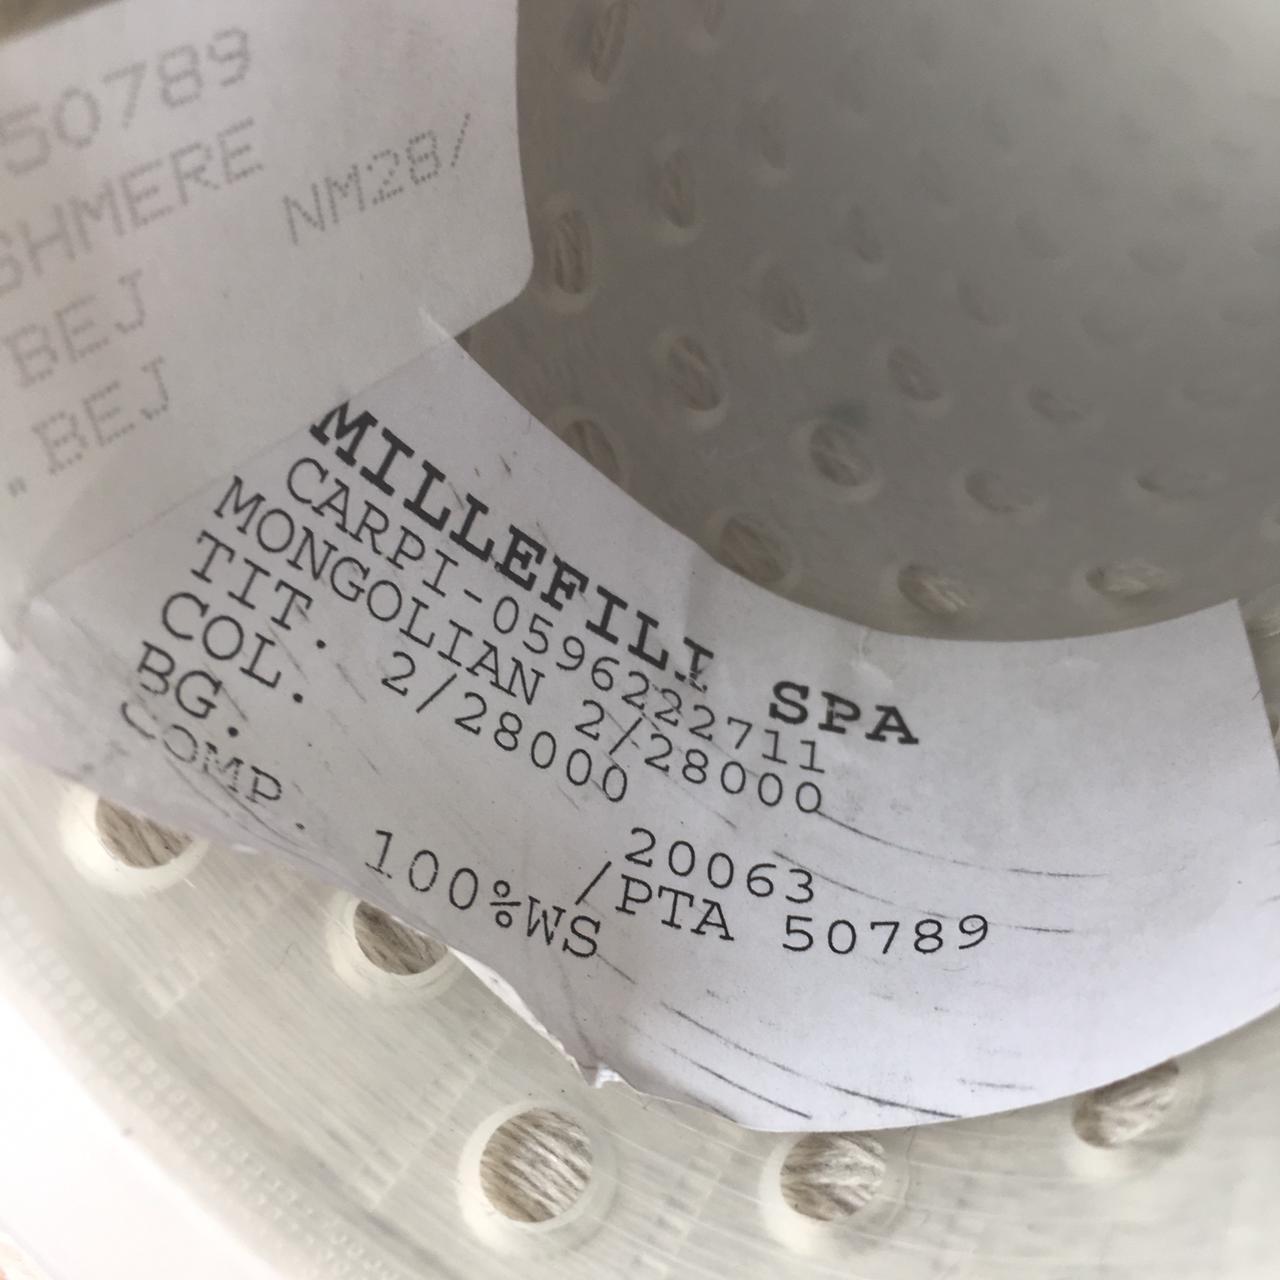 50789
SHMERE
NM28/
BEJ
.BEJ
MILLEFILI SPA
CARPI-0596222711
MONGOLIAN 2/28000
TIT. 2/28000
COL. 20063
BG. /PTA 50789
COMP. 100%WS